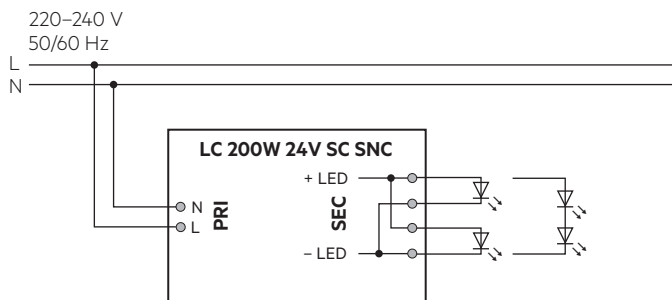 220–240 V
50/60 Hz
L
N
LC 200W 24V SC SNC
+ LED
PRI
N
L
SEC
– LED